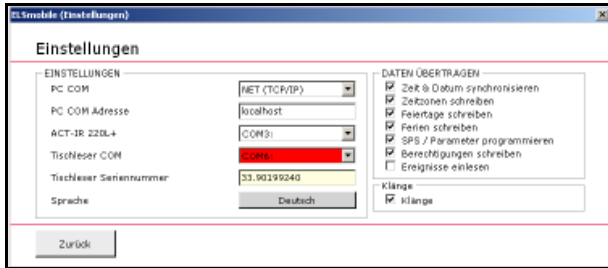 ELSmobile (Einstellungen)
Einstellungen
EINSTELLUNGEN
PC COM
NET (TCP/IP)
PC COM Adresse
localhost
ACT-IR 220L+
COM3:
Tischleser COM
COM6:
Tischleser Seriennummer
33.90199240
Sprache
Deutsch
DATEN ÜBERTRAGEN
Zeit & Datum synchronisieren
Zeitzonen schreiben
Feiertage schreiben
Ferien schreiben
SPS / Parameter programmieren
Berechtigungen schreiben
Ereignisse einlesen
Klänge
Klänge
Zurück